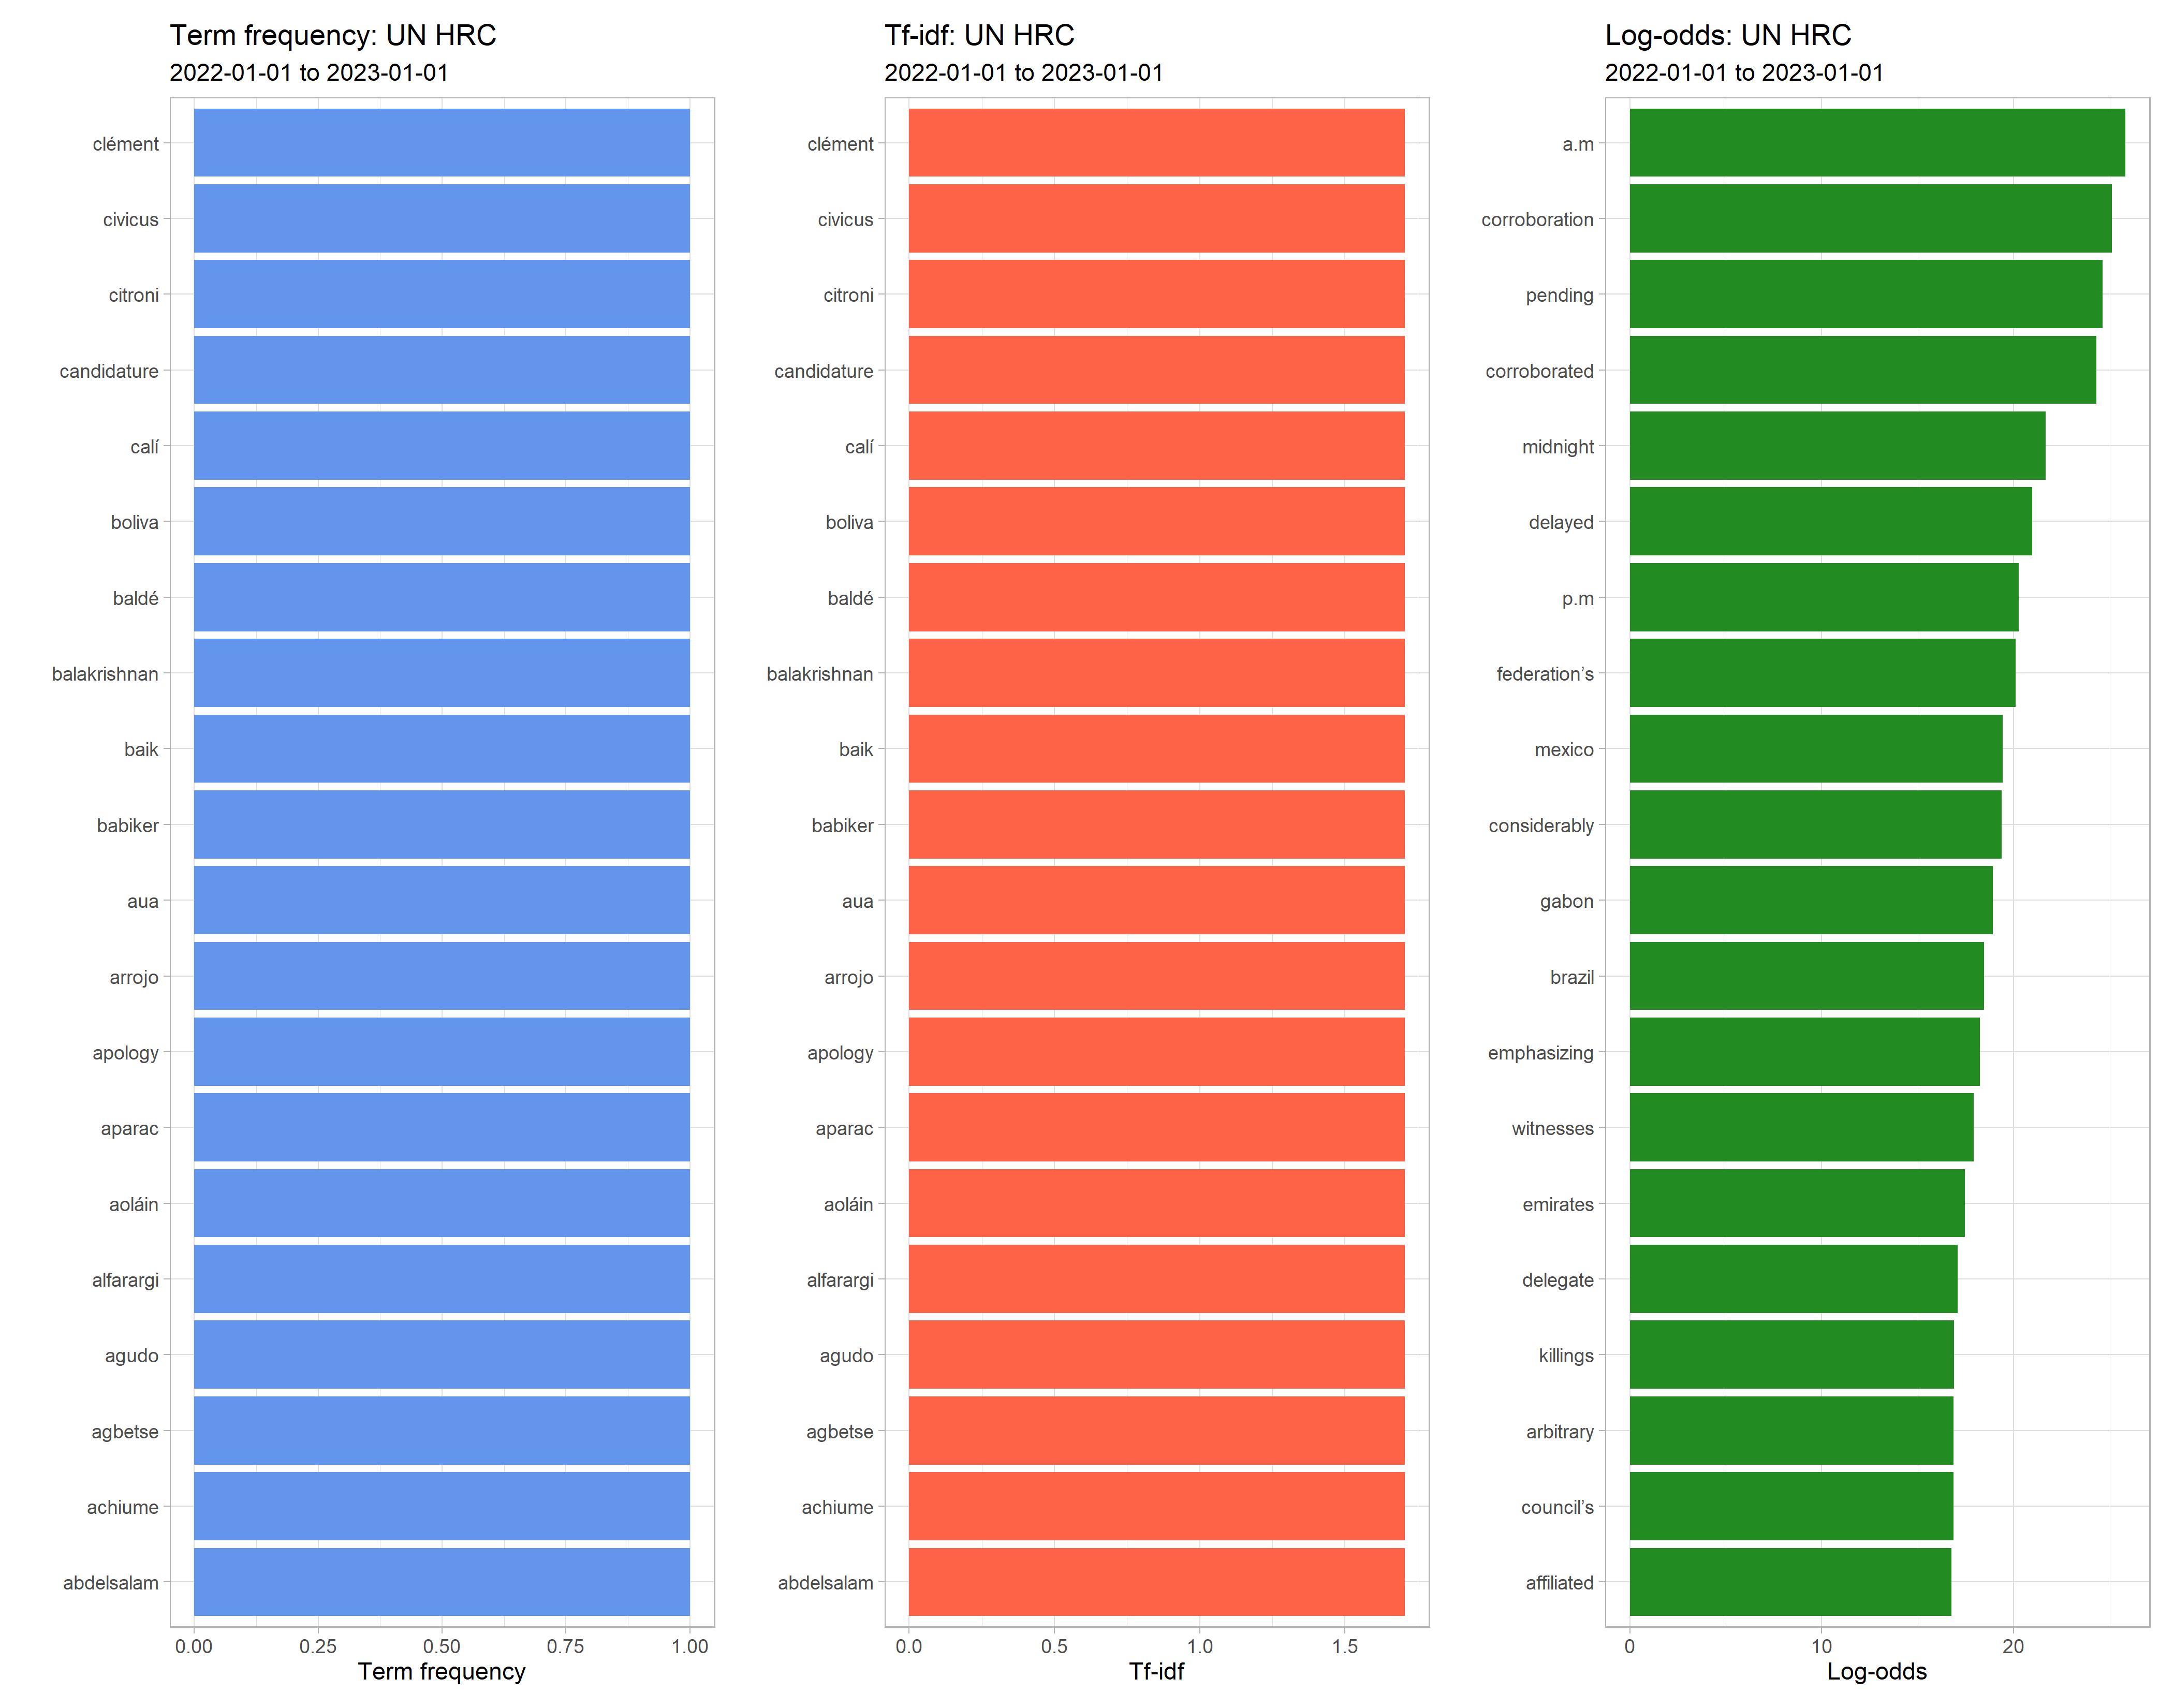 Term frequency: UN HRC
2022-01-01 to 2023-01-01
clément
civicus
citroni
candidature
calí
boliva
baldé
balakrishnan
baik
babiker
aua
arrojo
apology
aparac
aoláin
alfarargi
agudo
agbetse
achiume
abdelsalam
0.00 0.25 0.50 0.75 1.00
Term frequency
Tf-idf: UN HRC
2022-01-01 to 2023-01-01
clément
civicus
citroni
candidature
calí
boliva
baldé
balakrishnan
baik
babiker
aua
arrojo
apology
aparac
aoláin
alfarargi
agudo
agbetse
achiume
abdelsalam
0.0 0.5 1.0 1.5
Tf-idf
Log-odds: UN HRC
2022-01-01 to 2023-01-01
a.m
corroboration
pending
corroborated
midnight
delayed
p.m
federation’s
mexico
considerably
gabon
brazil
emphasizing
witnesses
emirates
delegate
killings
arbitrary
council’s
affiliated
0 10 20
Log-odds